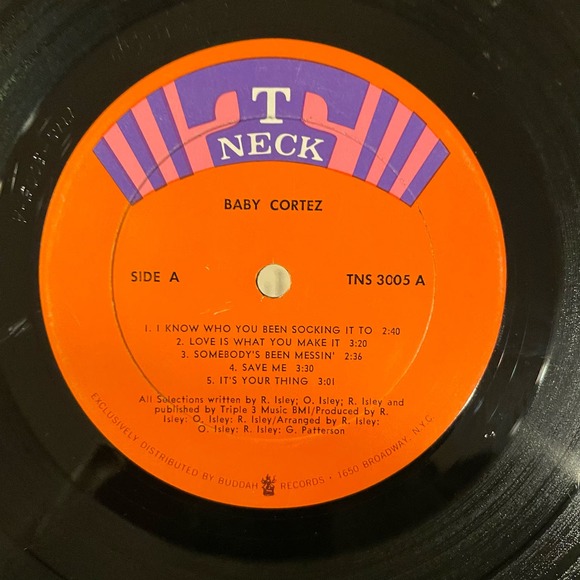 T
NECK
BABY CORTEZ
SIDE A
TNS 3005 A
1. I KNOW WHO YOU BEEN SOCKING IT TO 2:40
2. LOVE IS WHAT YOU MAKE IT 3:20
3. SOMEBODY'S BEEN MESSIN' 2:36
4. SAVE ME 3:30
5. IT'S YOUR THING 3:01
All Selections written by R. Isley; O. Isley; R. Isley and
published by Triple 3 Music BMI/Produced by R.
Isley: O. Isley: R. Isley/Arranged by R. Isley:
O. Isley: R. Isley: G. Patterson
EXCLUSIVELY DISTRIBUTED BY BUDDAH RECORDS • 1650 BROADWAY, N.Y.C.